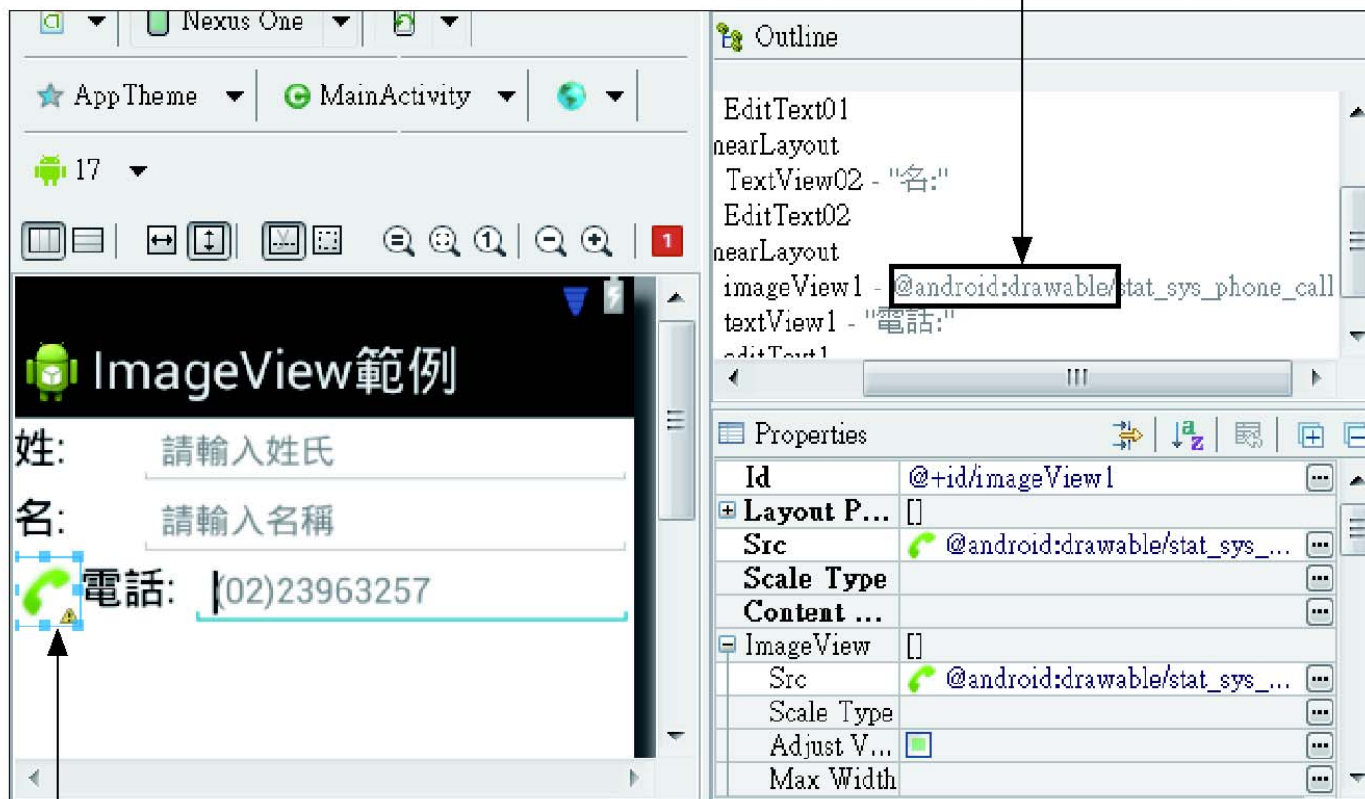 Nexus One
AppTheme
MainActivity
17
1
ImageView範例
姓:
請輸入姓氏
名:
請輸入名稱
電話:
(02)23963257
Outline
EditText01
nearLayout
TextView02 - "名:"
EditText02
nearLayout
imageView1 - @android:drawable/stat_sys_phone_call
textView1 - "電話:"
editText1
Properties
Id @+id/imageView1
Layout P... []
Src @android:drawable/stat_sys_...
Scale Type
Content ...
ImageView []
Src @android:drawable/stat_sys_...
Scale Type
Adjust V...
Max Width